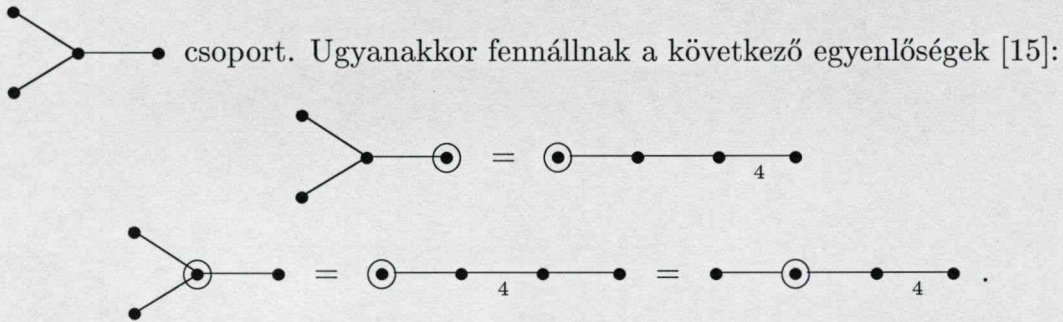 csoport. Ugyanakkor fennállnak a következő egyenlőségek [15]:
= 4
= 4 = 4 .